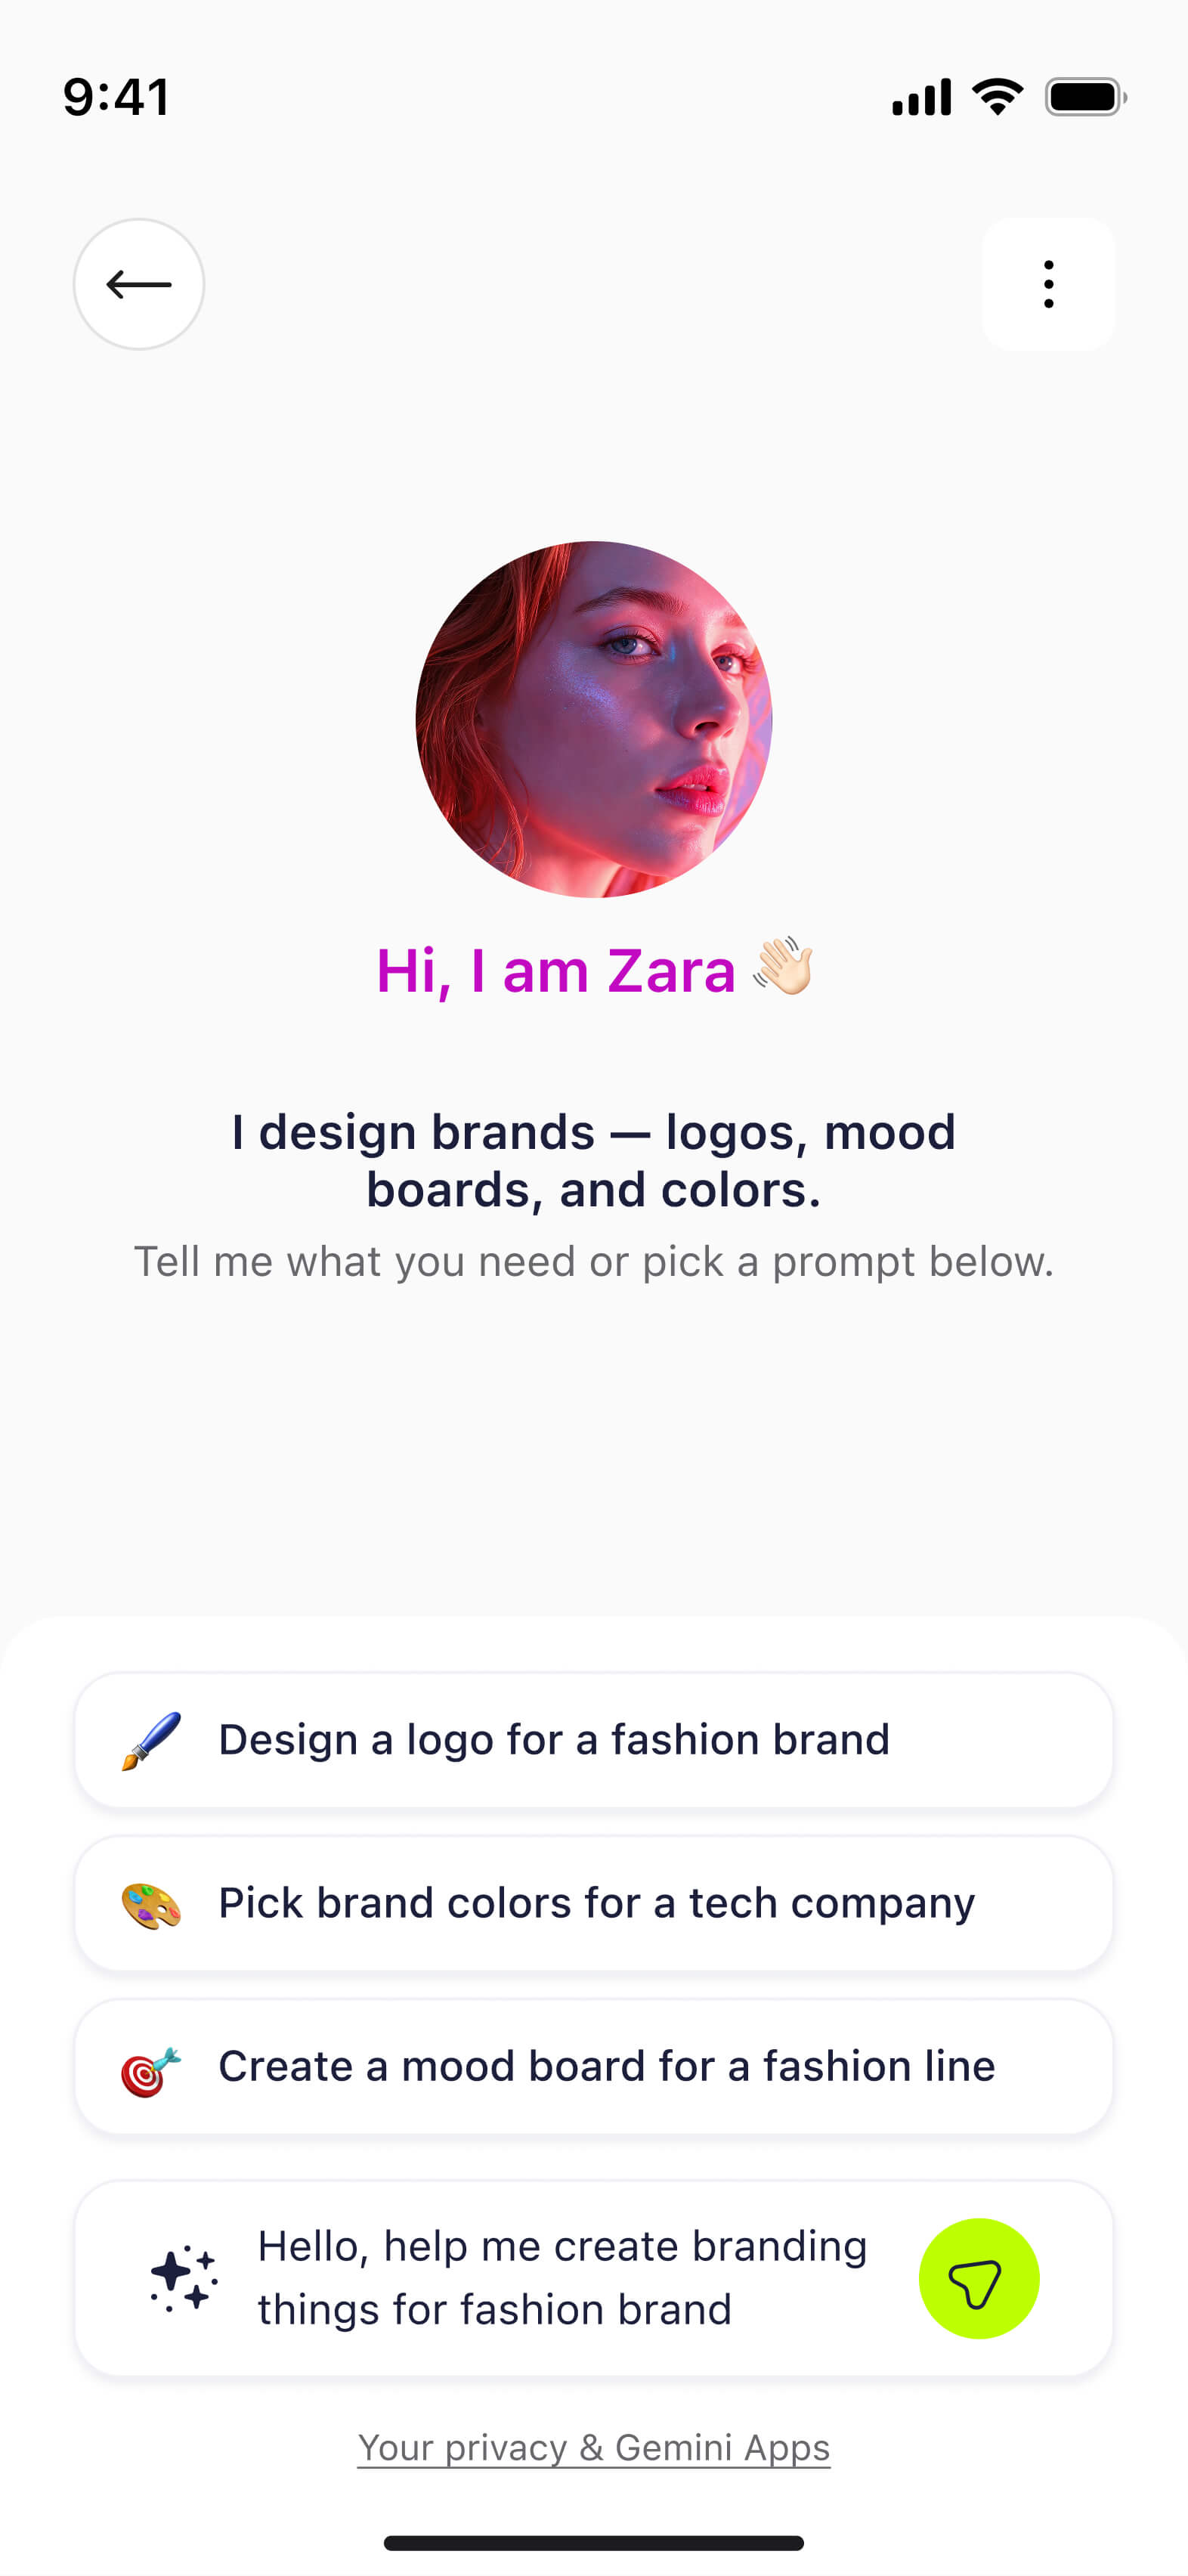 9:41
Hi, I am Zara 👋🏻
I design brands — logos, mood
boards, and colors.
Tell me what you need or pick a prompt below.
Design a logo for a fashion brand
Pick brand colors for a tech company
Create a mood board for a fashion line
Hello, help me create branding
things for fashion brand
Your privacy & Gemini Apps